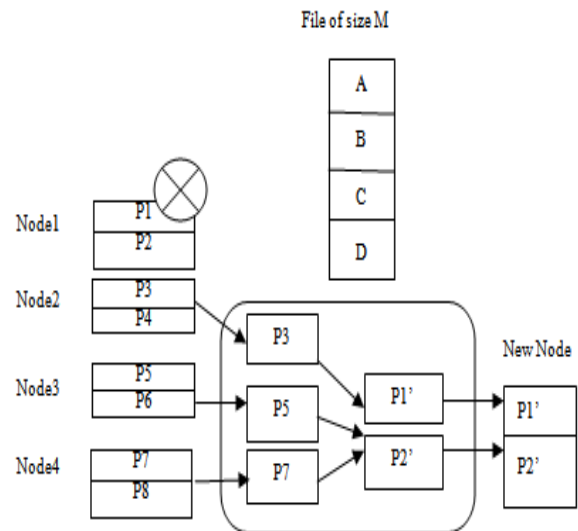 File of size M
A
B
C
D
Node1
P1
P2
Node2
P3
P4
Node3
P5
P6
Node4
P7
P8
P3
P5
P7
P1’
P2’
New Node
P1’
P2’